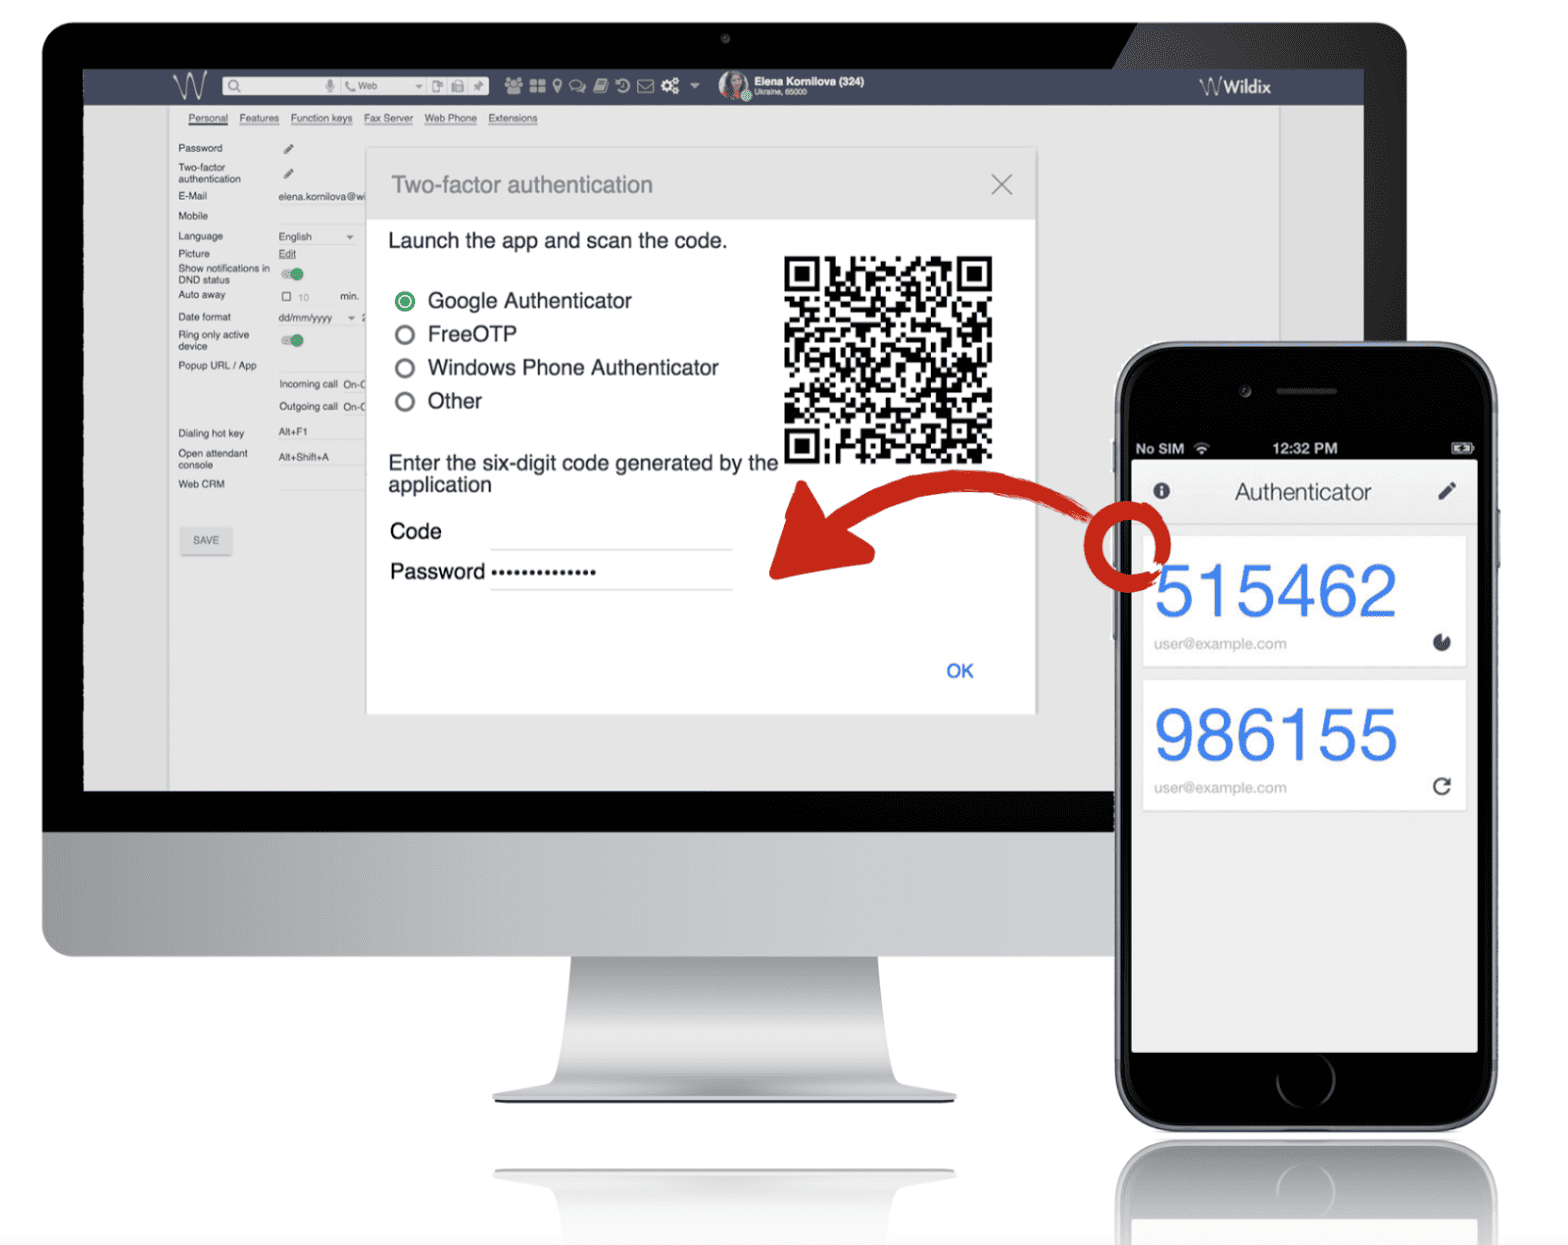 Web
Elena Kornilova (324)
Ukraine, 65000
Wildix
Personal Features Function keys Fax Server Web Phone Extensions
Password
Two-factor
authentication
E-Mail elena.kornilova@wi
Mobile
Language English
Picture Edit
Show notifications in
DND status
Auto away 10 min.
Date format dd/mm/yyyy 2
Ring only active
device
Popup URL / App
Incoming call On-C
Outgoing call On-C
Dialing hot key Alt+F1
Open attendant
console Alt+Shift+A
Web CRM
SAVE
Two-factor authentication
Launch the app and scan the code.
Google Authenticator
FreeOTP
Windows Phone Authenticator
Other
Enter the six-digit code generated by the
application
Code
Password ••••••••••••••
OK
No SIM 12:32 PM
Authenticator
515462
user@example.com
986155
user@example.com